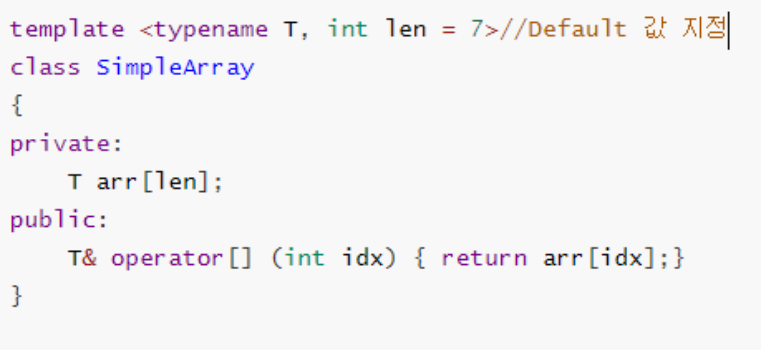 template <typename T, int len = 7>//Default 값 지정
class SimpleArray
{
private:
    T arr[len];
public:
    T& operator[] (int idx) { return arr[idx];}
}